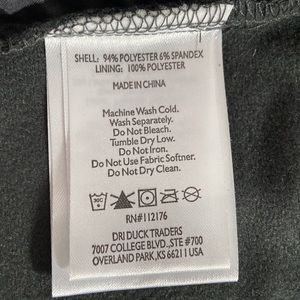 SHELL: 94% POLYESTER 6% SPANDEX
LINING: 100% POLYESTER
MADE IN CHINA
Machine Wash Cold.
Wash Separately.
Do Not Bleach.
Tumble Dry Low.
Do Not Iron.
Do Not Use Fabric Softner.
Do Not Dry Clean.
30C
RN#112176
DRI DUCK TRADERS
7007 COLLEGE BLVD., STE #700
OVERLAND PARK, KS 66211 USA